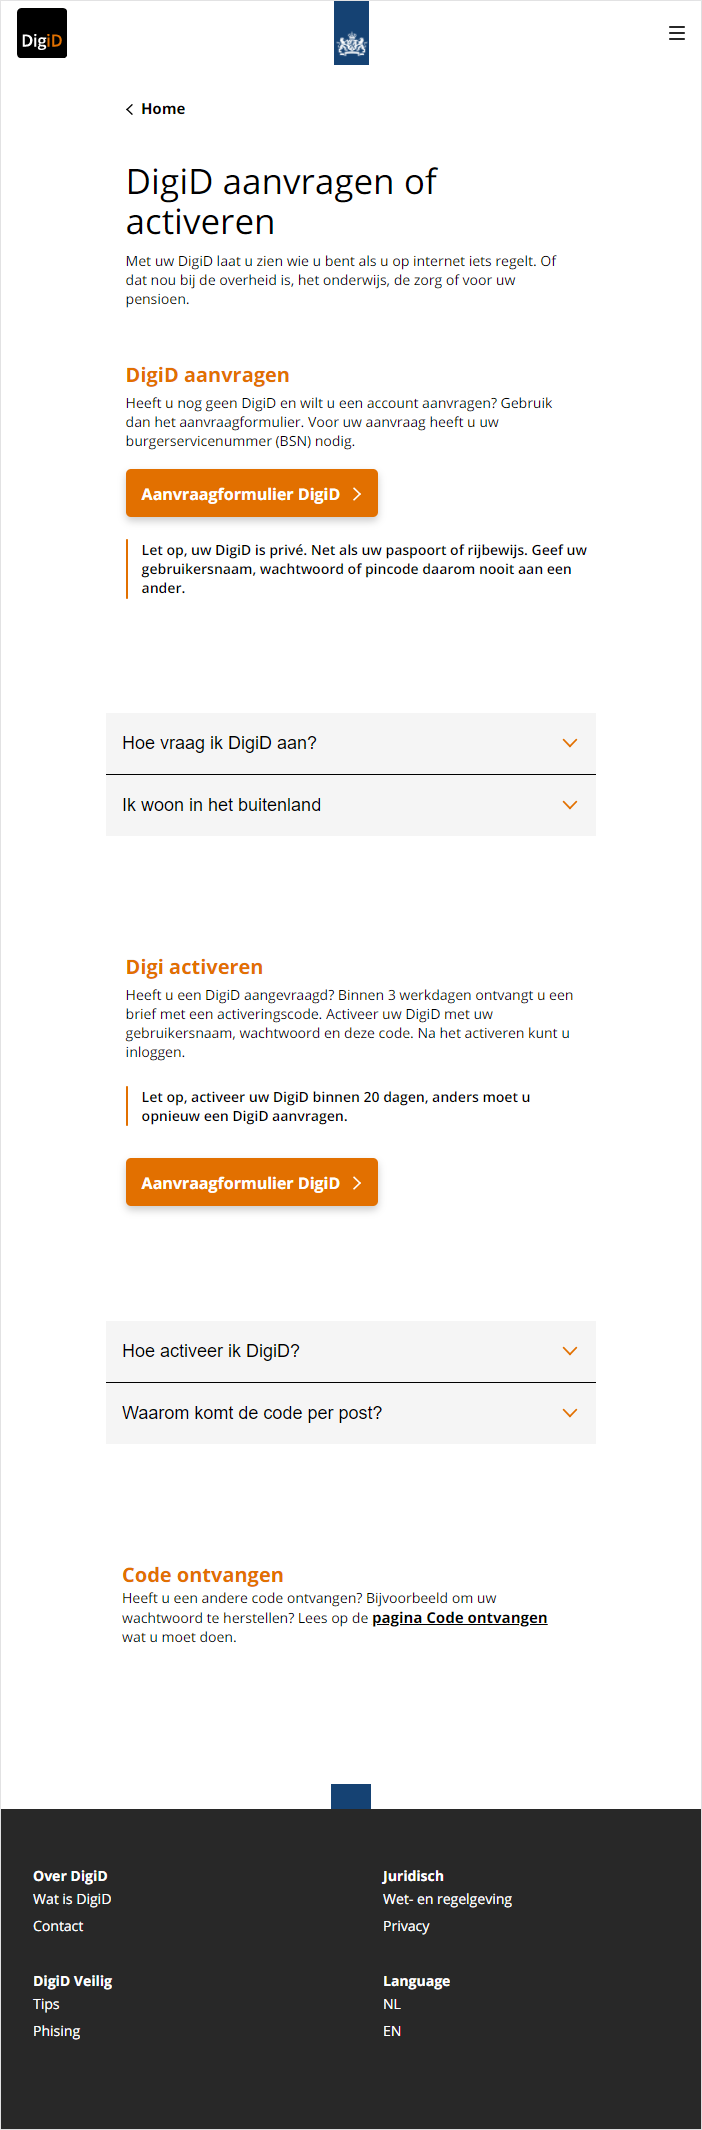 DigiD
Home
DigiD aanvragen of
activeren
Met uw DigiD laat u zien wie u bent als u op internet iets regelt. Of
dat nou bij de overheid is, het onderwijs, de zorg of voor uw
pensioen.
DigiD aanvragen
Heeft u nog geen DigiD en wilt u een account aanvragen? Gebruik
dan het aanvraagformulier. Voor uw aanvraag heeft u uw
burgerservicenummer (BSN) nodig.
Aanvraagformulier DigiD
Let op, uw DigiD is privé. Net als uw paspoort of rijbewijs. Geef uw
gebruikersnaam, wachtwoord of pincode daarom nooit aan een
ander.
Hoe vraag ik DigiD aan?
Ik woon in het buitenland
Digi activeren
Heeft u een DigiD aangevraagd? Binnen 3 werkdagen ontvangt u een
brief met een activeringscode. Activeer uw DigiD met uw
gebruikersnaam, wachtwoord en deze code. Na het activeren kunt u
inloggen.
Let op, activeer uw DigiD binnen 20 dagen, anders moet u
opnieuw een DigiD aanvragen.
Aanvraagformulier DigiD
Hoe activeer ik DigiD?
Waarom komt de code per post?
Code ontvangen
Heeft u een andere code ontvangen? Bijvoorbeeld om uw
wachtwoord te herstellen? Lees op de pagina Code ontvangen
wat u moet doen.
Over DigiD
Wat is DigiD
Contact
Juridisch
Wet- en regelgeving
Privacy
DigiD Veilig
Tips
Phising
Language
NL
EN